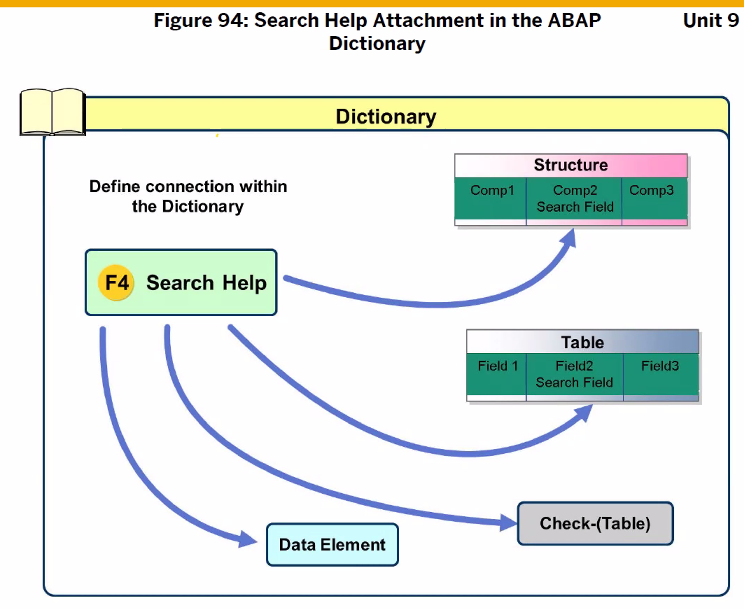 Figure 94: Search Help Attachment in the ABAP
Dictionary
Unit 9
Dictionary
Define connection within
the Dictionary
F4 Search Help
Structure
Comp1 Comp2 Comp3
Search Field
Table
Field 1 Field2 Field3
Search Field
Check-(Table)
Data Element